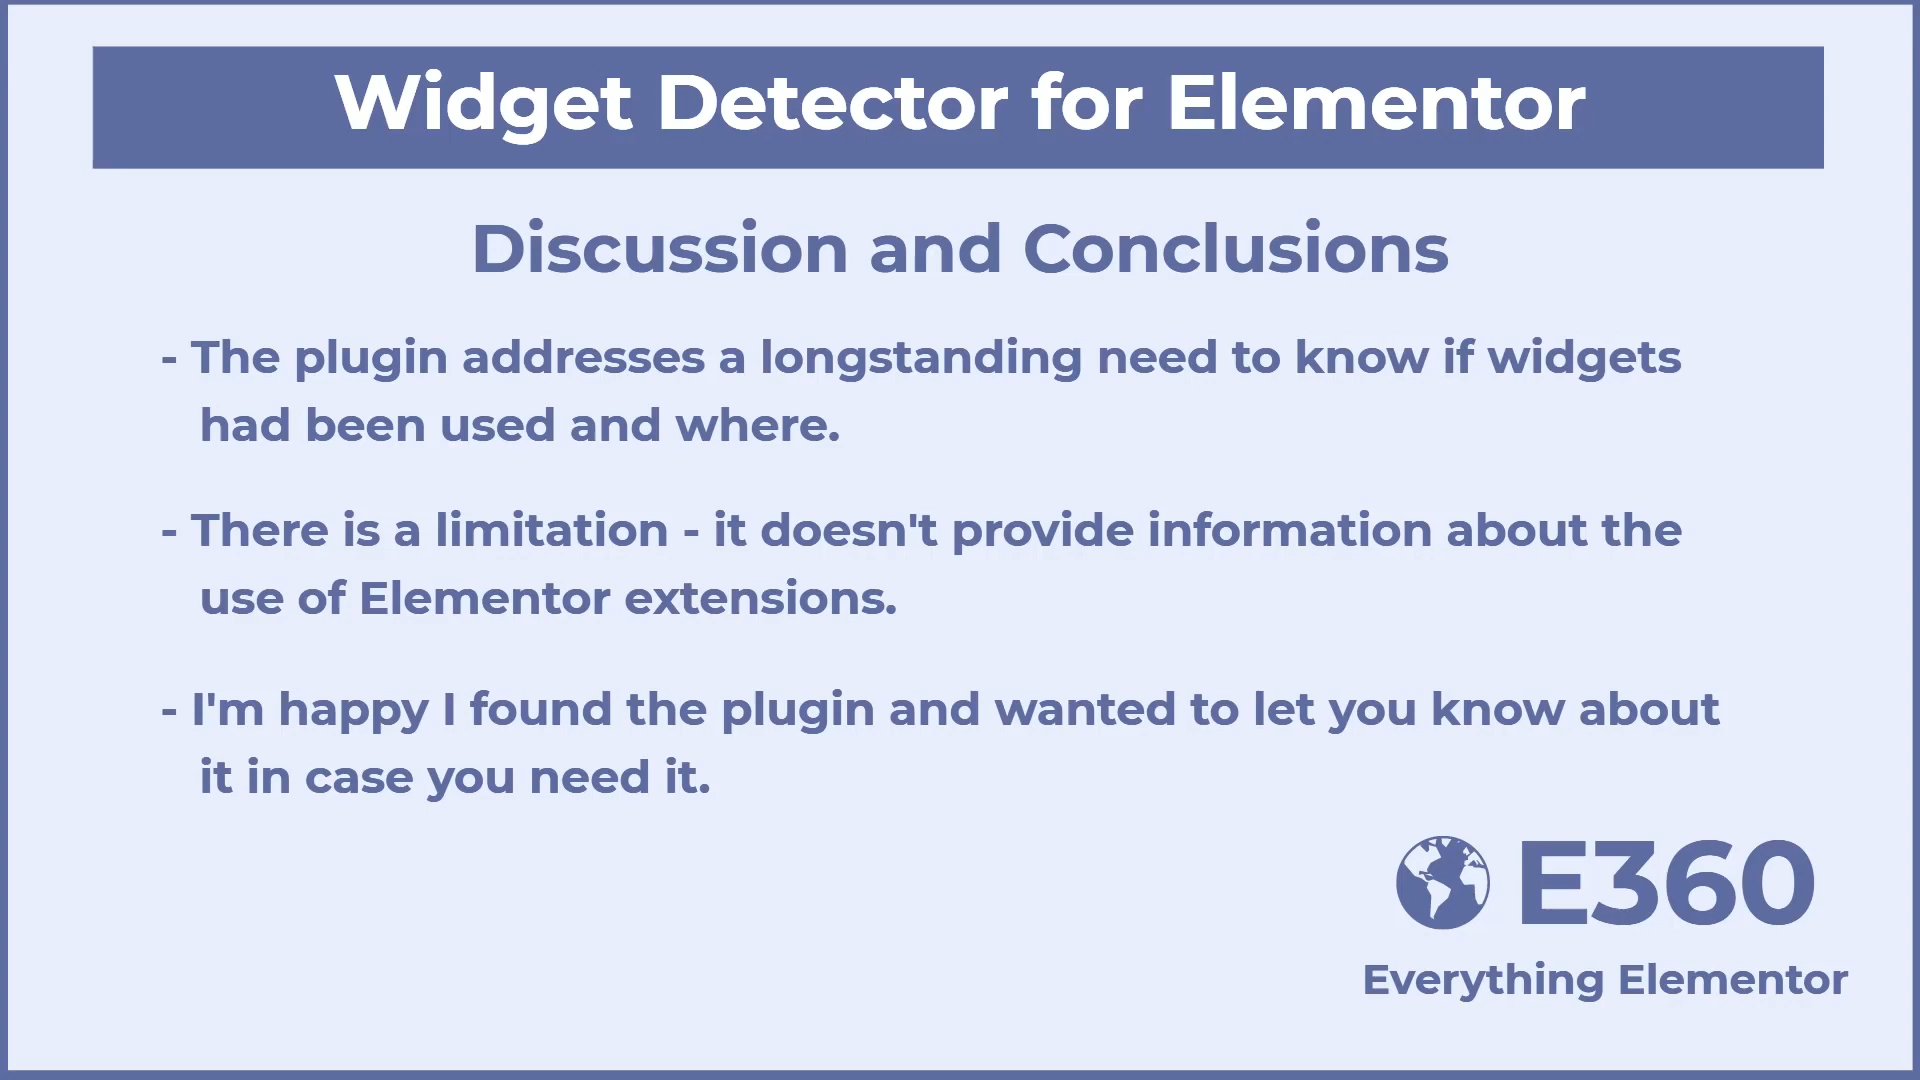 Widget Detector for Elementor
Discussion and Conclusions
- The plugin addresses a longstanding need to know if widgets
had been used and where.
- There is a limitation - it doesn't provide information about the
use of Elementor extensions.
- I'm happy I found the plugin and wanted to let you know about
it in case you need it.
E360
Everything Elementor